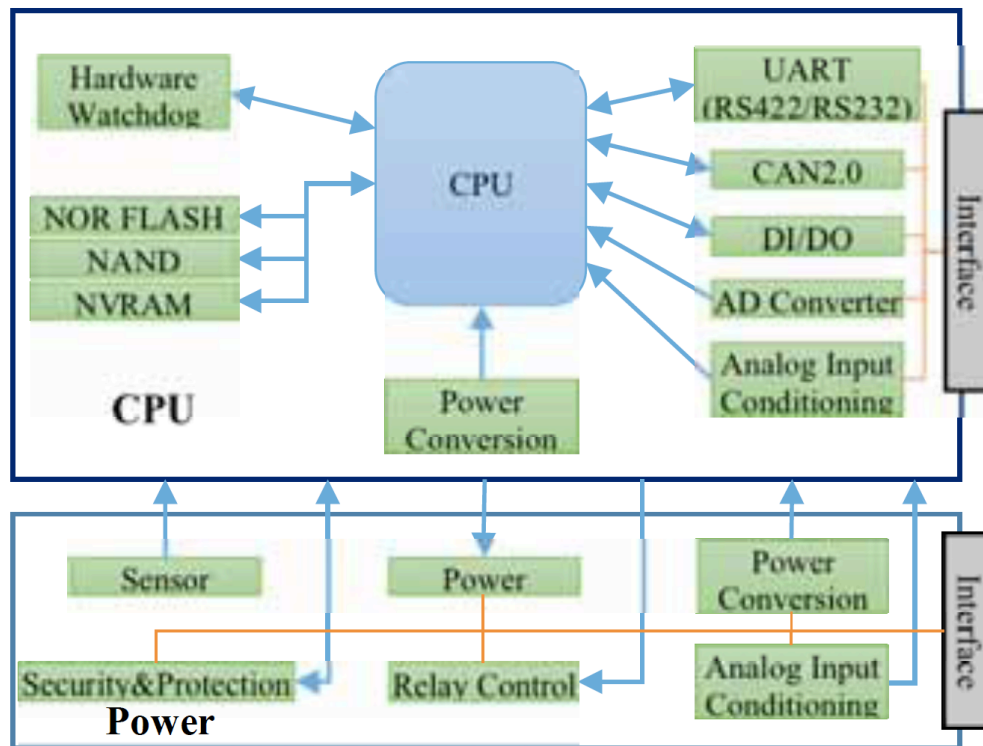 Hardware
Watchdog
NOR FLASH
NAND
NVRAM
CPU
CPU
Power
Conversion
UART
(RS422/RS232)
CAN2.0
DI/DO
AD Converter
Analog Input
Conditioning
Interface
Sensor
Power
Power
Conversion
Security&Protection
Relay Control
Analog Input
Conditioning
Power
Interface